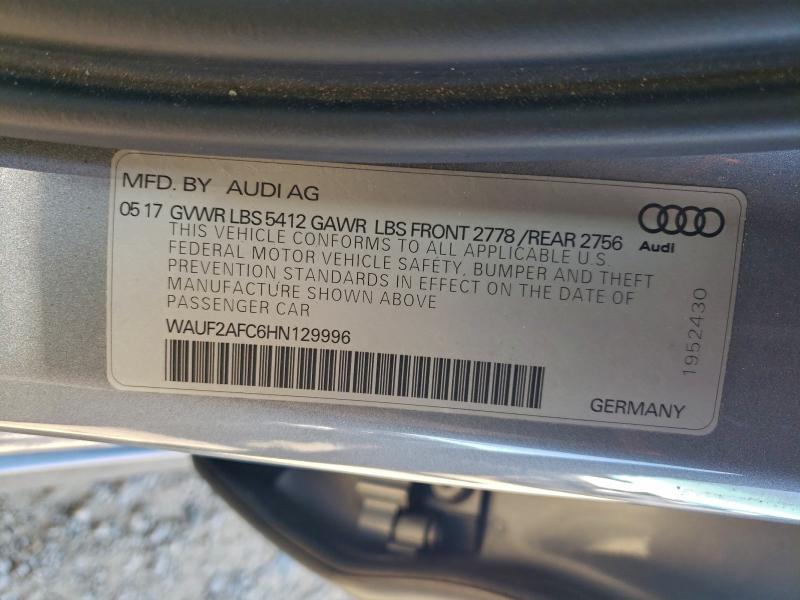 MFD. BY AUDI AG
05 17 GVWR LBS 5412 GAWR LBS FRONT 2778 /REAR 2756
THIS VEHICLE CONFORMS TO ALL APPLICABLE U.S.
FEDERAL MOTOR VEHICLE SAFETY, BUMPER AND THEFT
PREVENTION STANDARDS IN EFFECT ON THE DATE OF
MANUFACTURE SHOWN ABOVE
PASSENGER CAR
WAUF2AFC6HN129996
Audi
1952430
GERMANY